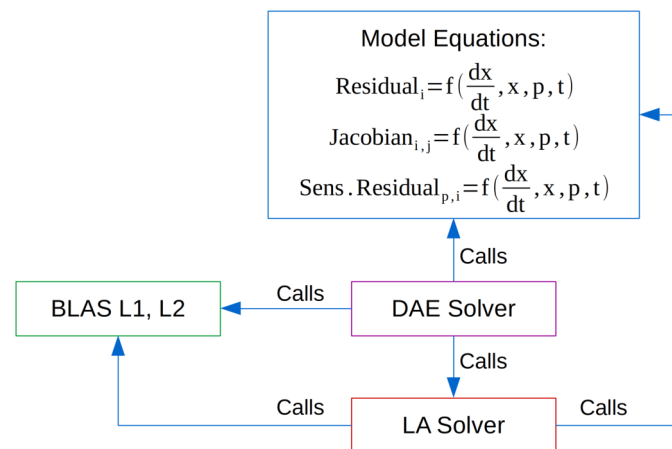 Model Equations:
Residual_i=f(dx/dt,x,p,t)
Jacobian_i,j=f(dx/dt,x,p,t)
Sens.Residual_p,i=f(dx/dt,x,p,t)
Calls
BLAS L1, L2
Calls
DAE Solver
Calls
Calls
LA Solver
Calls